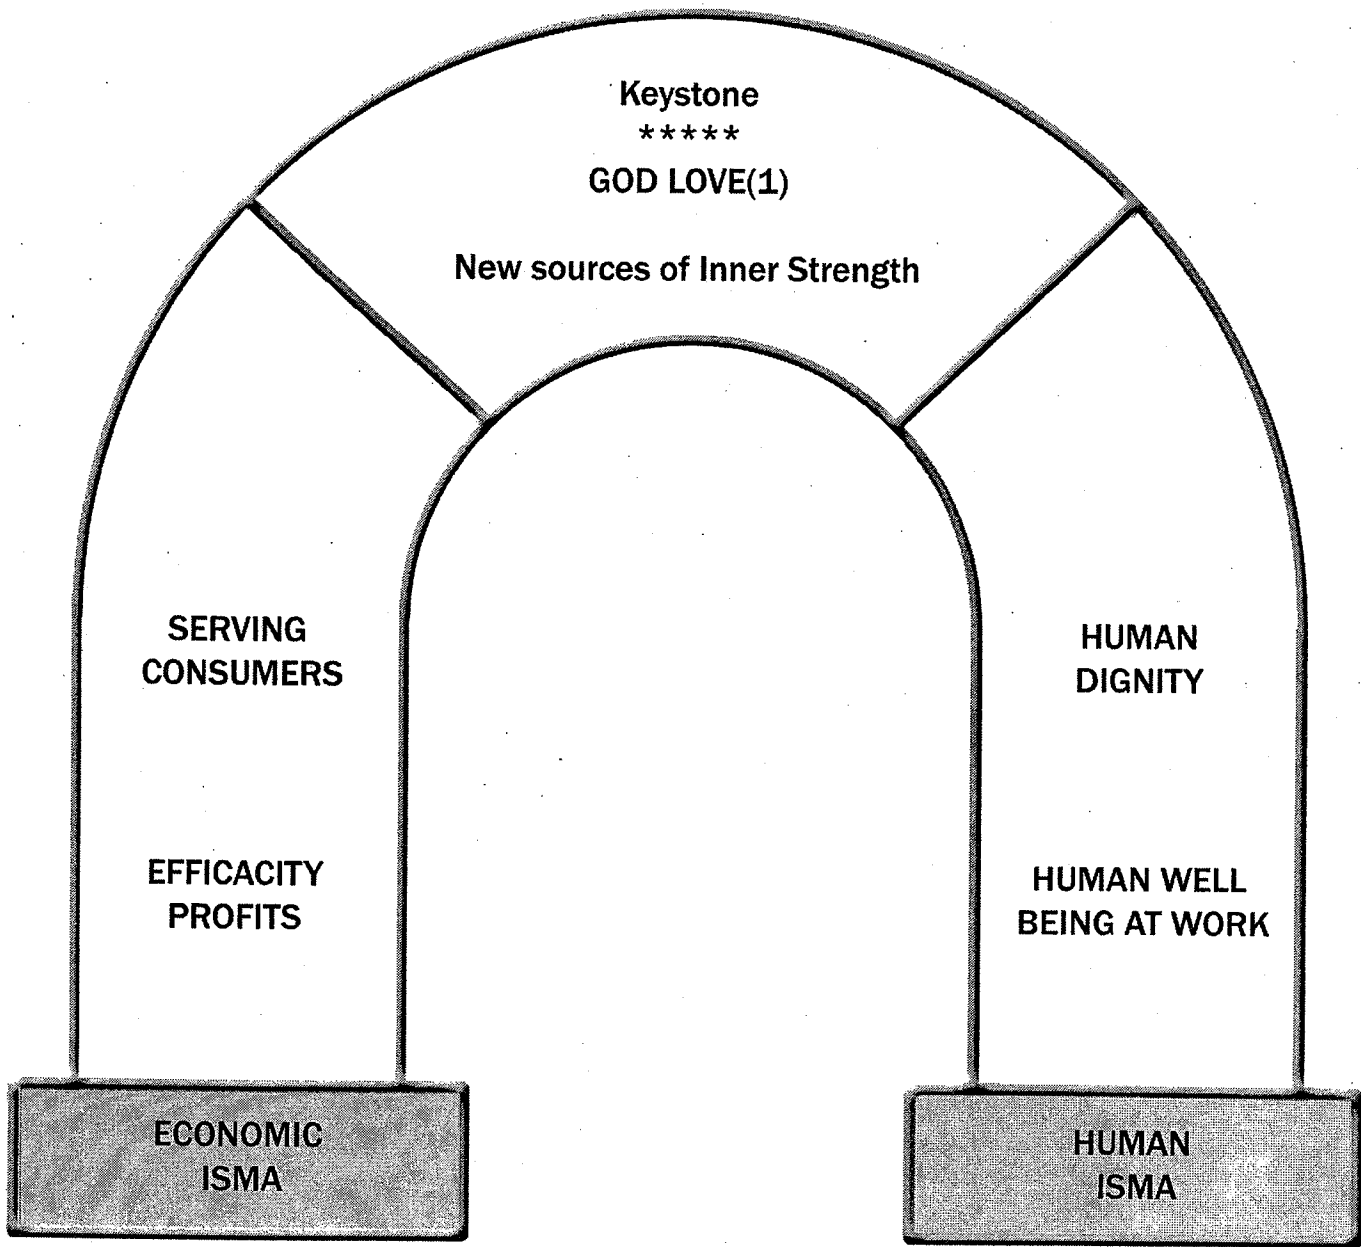 Keystone
*****
GOD LOVE(1)
New sources of Inner Strength
SERVING
CONSUMERS
EFFICACITY
PROFITS
HUMAN
DIGNITY
HUMAN WELL
BEING AT WORK
ECONOMIC
ISMA
HUMAN
ISMA